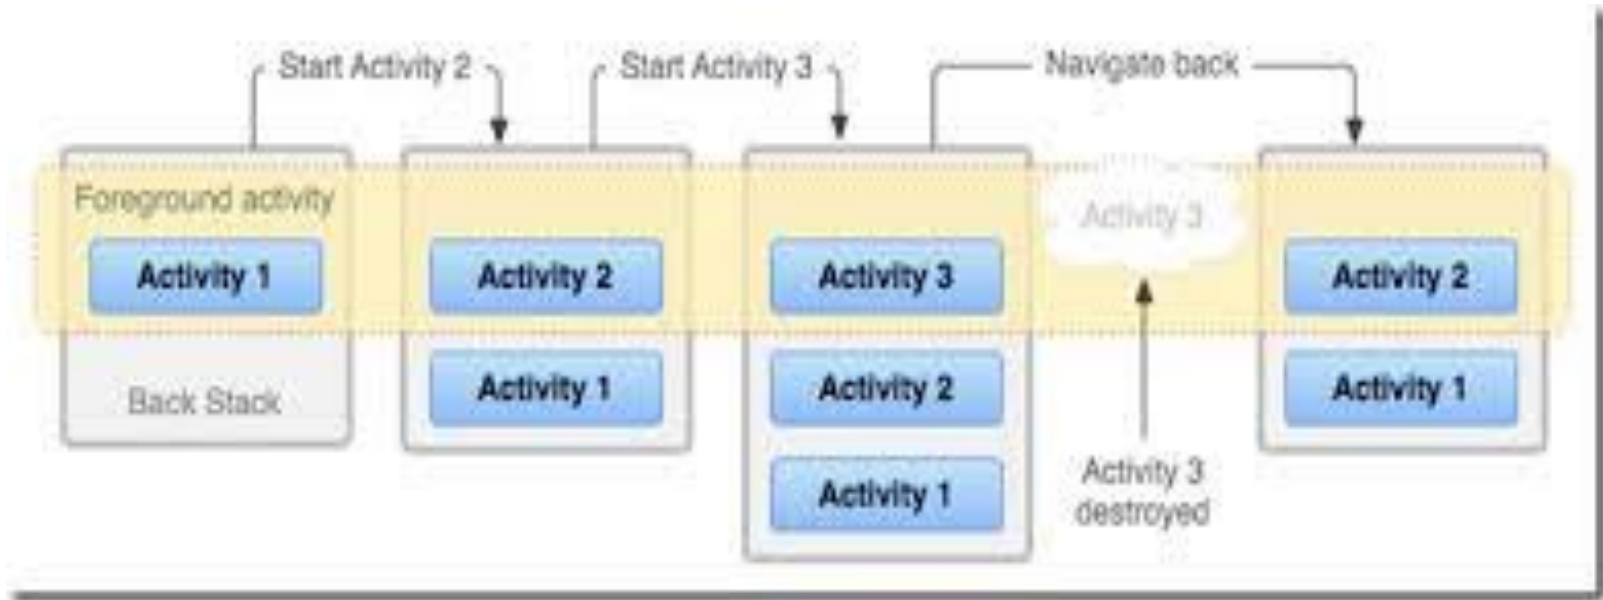 Start Activity 2
Start Activity 3
Navigate back
Foreground activity
Activity 1
Back Stack
Activity 2
Activity 1
Activity 3
Activity 2
Activity 1
Activity 3
Activity 3
destroyed
Activity 2
Activity 1